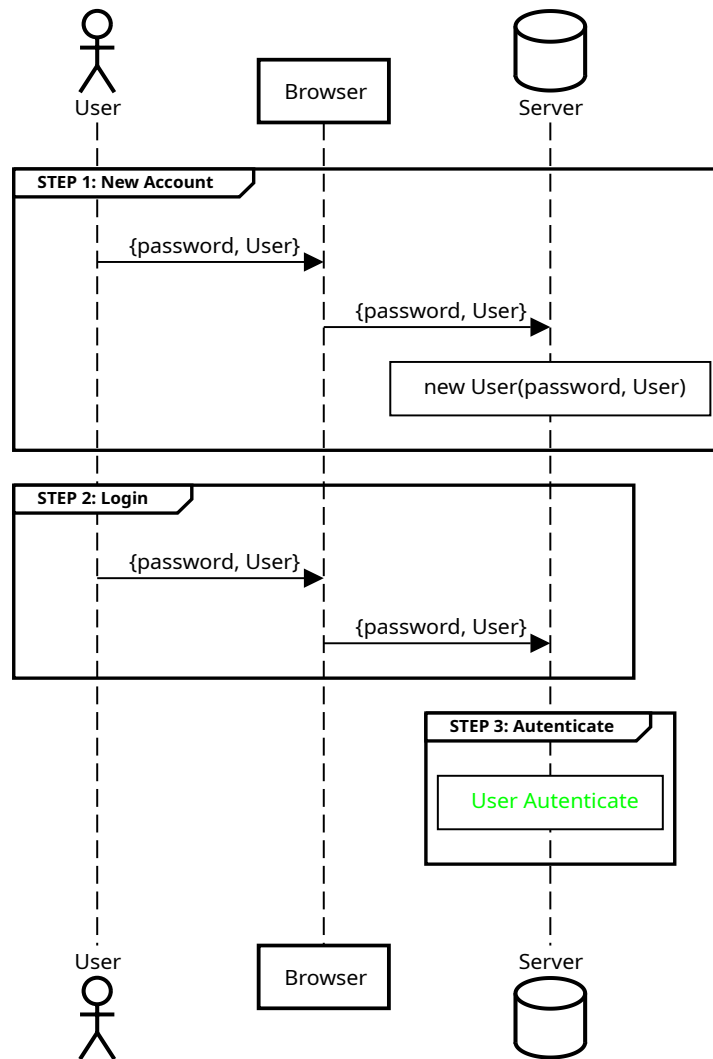 User
Browser
Server
STEP 1: New Account
{password, User}
{password, User}
new User(password, User)
STEP 2: Login
{password, User}
{password, User}
STEP 3: Autenticate
User Autenticate
User
Browser
Server